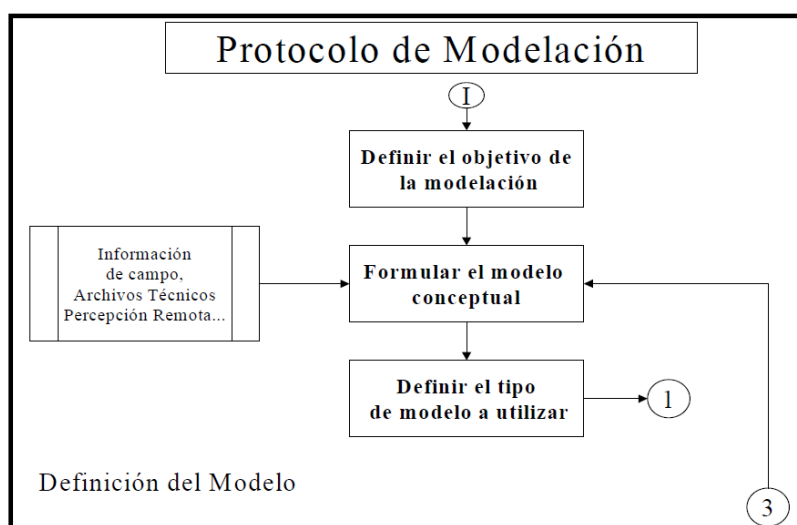 Protocolo de Modelación
I
Definir el objetivo de
la modelación
Información
de campo,
Archivos Técnicos
Percepción Remota...
Formular el modelo
conceptual
Definir el tipo
de modelo a utilizar
1
Definición del Modelo
3